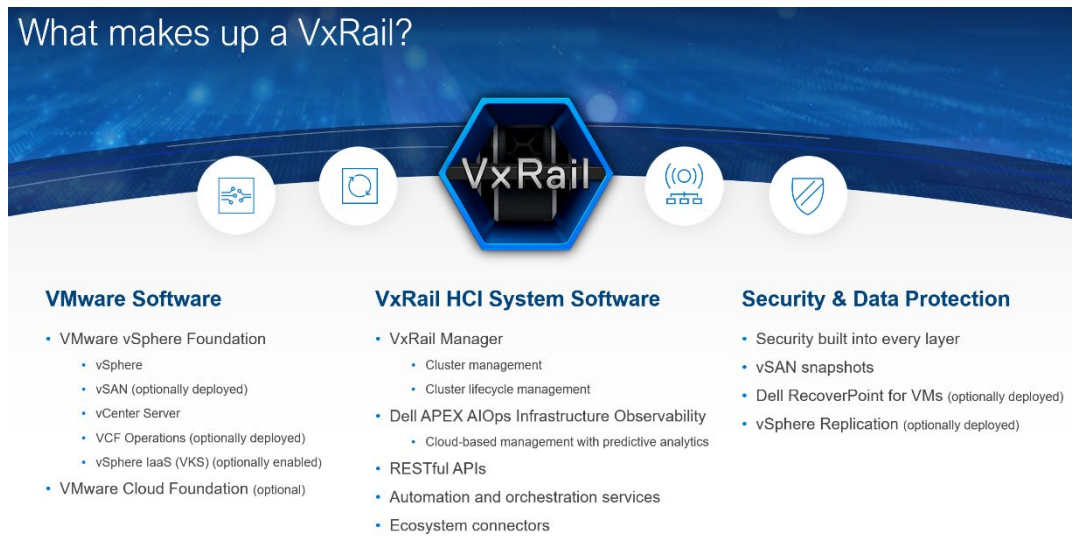 What makes up a VxRail?
VxRail
VMware Software
• VMware vSphere Foundation
• vSphere
• vSAN (optionally deployed)
• vCenter Server
• VCF Operations (optionally deployed)
• vSphere IaaS (VKS) (optionally enabled)
• VMware Cloud Foundation (optional)
VxRail HCI System Software
• VxRail Manager
• Cluster management
• Cluster lifecycle management
• Dell APEX AIOps Infrastructure Observability
• Cloud-based management with predictive analytics
• RESTful APIs
• Automation and orchestration services
• Ecosystem connectors
Security & Data Protection
• Security built into every layer
• vSAN snapshots
• Dell RecoverPoint for VMs (optionally deployed)
• vSphere Replication (optionally deployed)